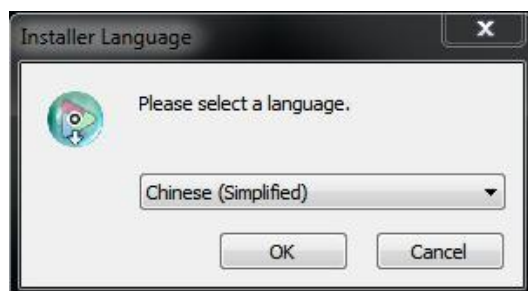 Installer Language
Please select a language.
Chinese (Simplified)
OK
Cancel